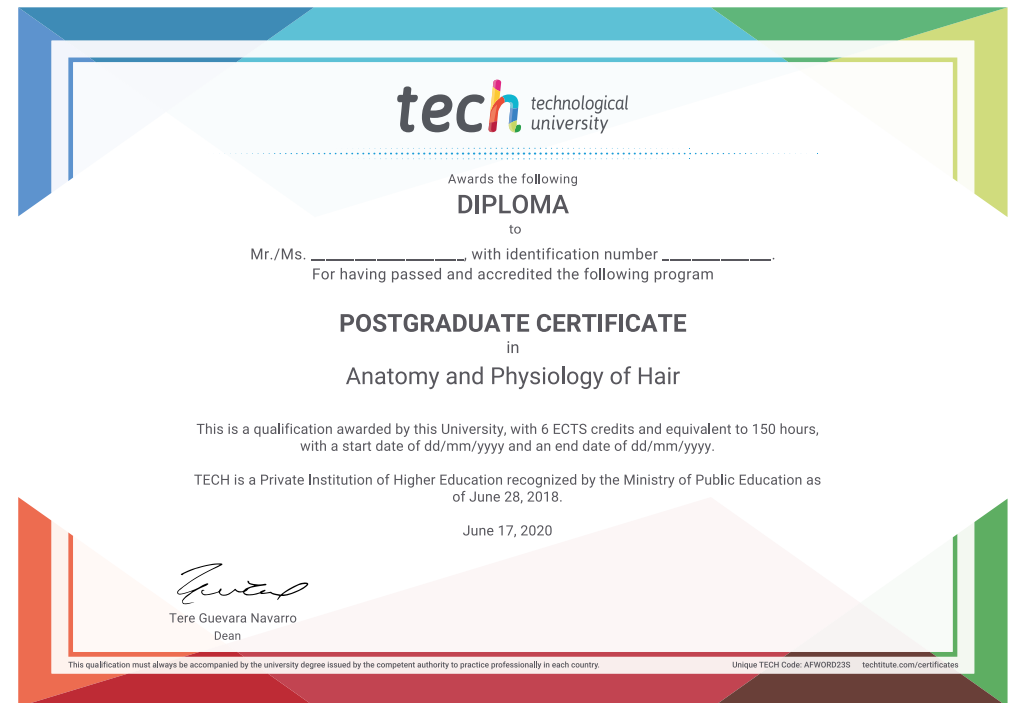 tech technological
university
Awards the following
DIPLOMA
to
Mr./Ms. ____________________, with identification number ______________.
For having passed and accredited the following program
POSTGRADUATE CERTIFICATE
in
Anatomy and Physiology of Hair
This is a qualification awarded by this University, with 6 ECTS credits and equivalent to 150 hours,
with a start date of dd/mm/yyyy and an end date of dd/mm/yyyy.
TECH is a Private Institution of Higher Education recognized by the Ministry of Public Education as
of June 28, 2018.
June 17, 2020
Tere Guevara Navarro
Dean
This qualification must always be accompanied by the university degree issued by the competent authority to practice professionally in each country. Unique TECH Code: AFWORD23S techtitute.com/certificates